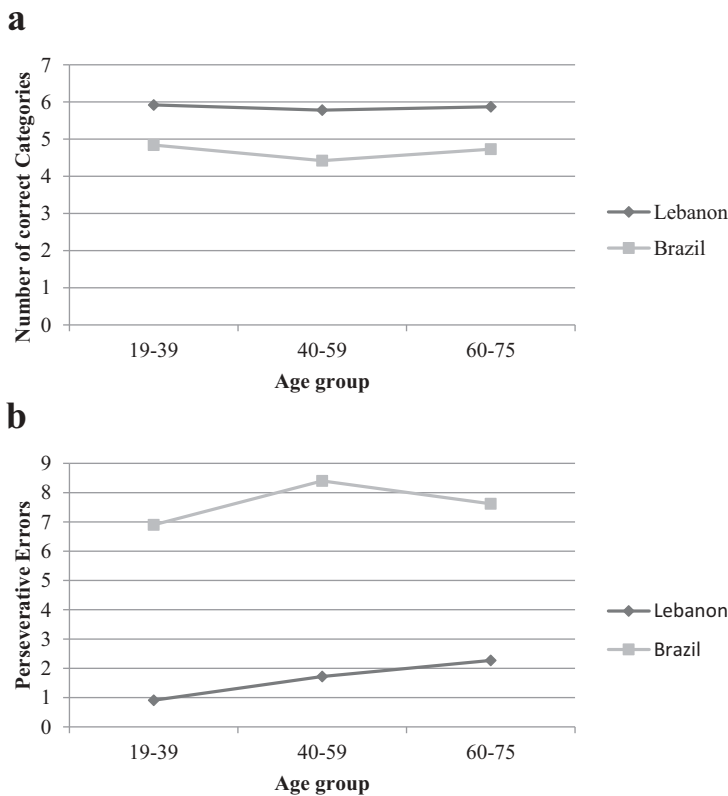 a
Number of correct Categories
7
6
5
4
3
2
1
0
19-39 40-59 60-75
Age group
Lebanon
Brazil
b
Perseverative Errors
9
8
7
6
5
4
3
2
1
0
19-39 40-59 60-75
Age group
Lebanon
Brazil